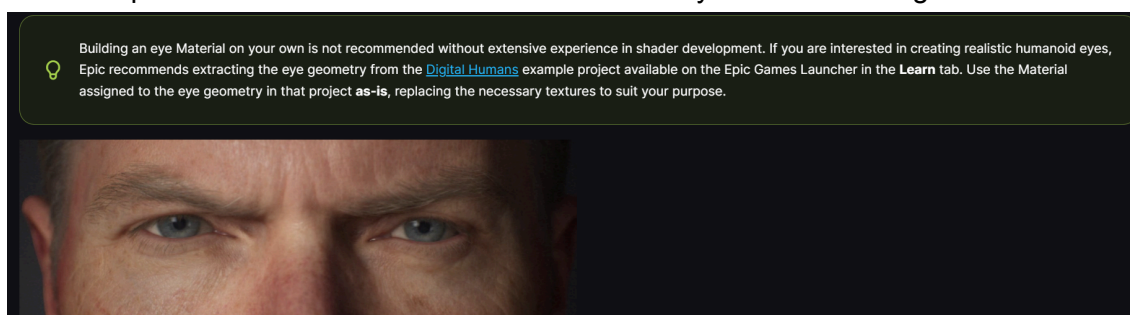 Building an eye Material on your own is not recommended without extensive experience in shader development. If you are interested in creating realistic humanoid eyes,
Epic recommends extracting the eye geometry from the Digital Humans example project available on the Epic Games Launcher in the Learn tab. Use the Material
assigned to the eye geometry in that project as-is, replacing the necessary textures to suit your purpose.